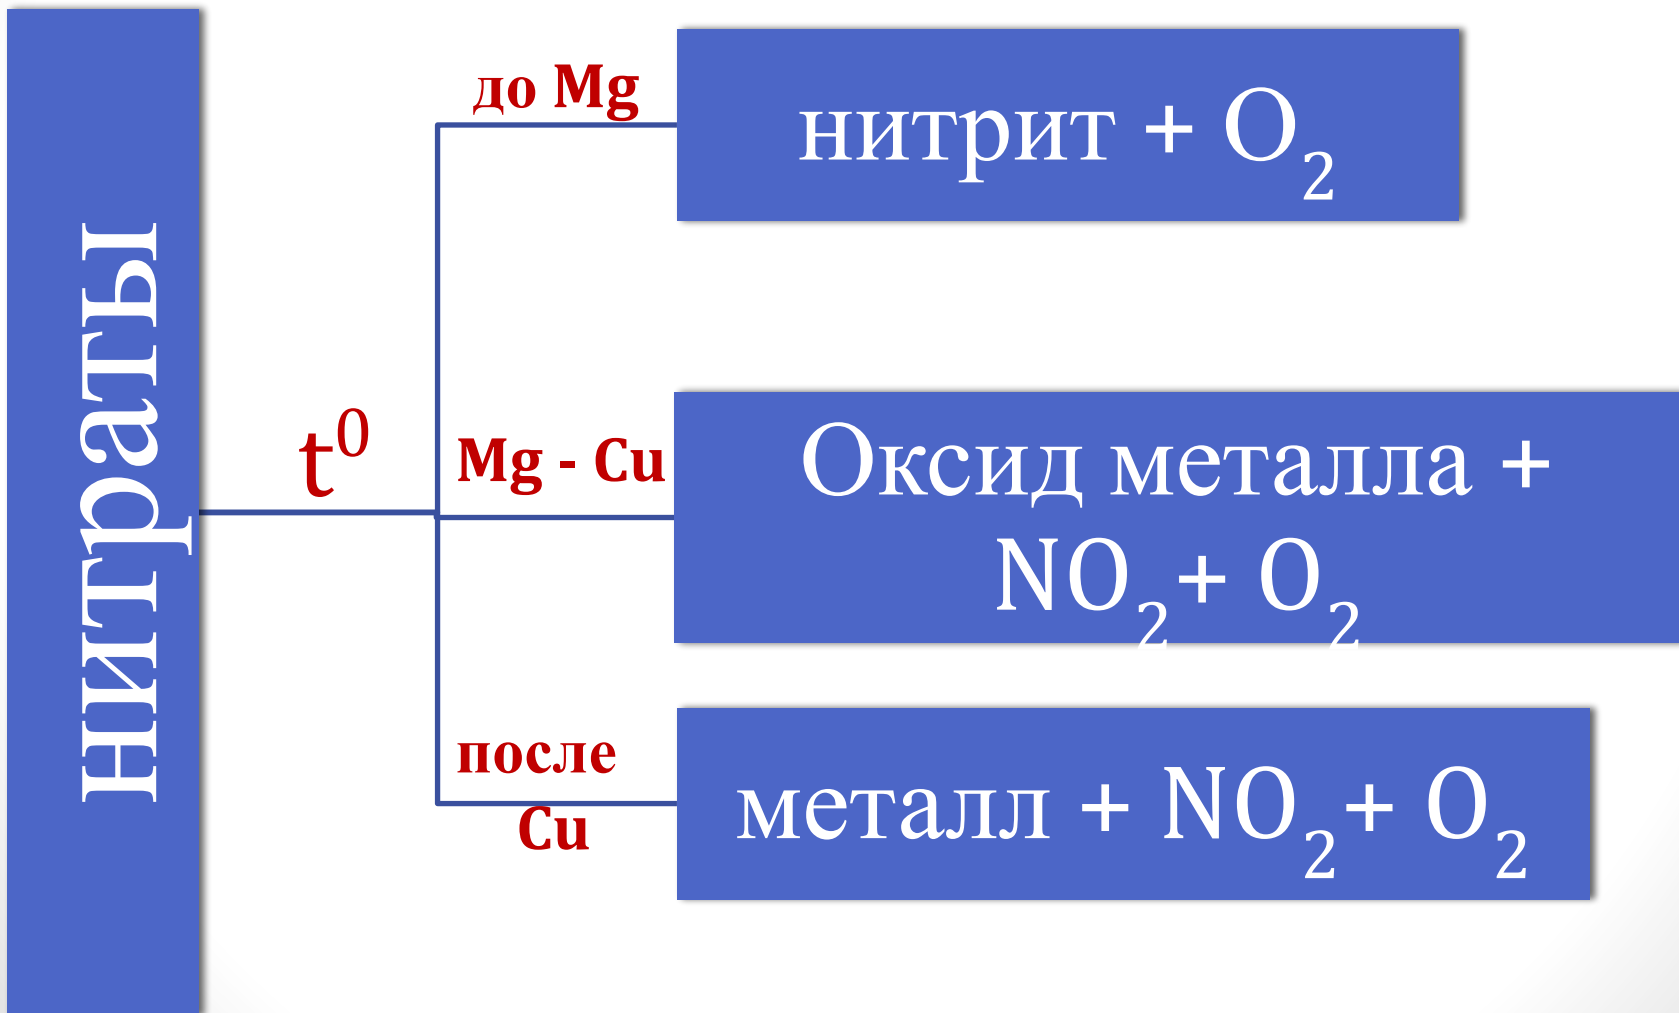 нитраты
t⁰
до Mg
нитрит + O₂
Mg - Cu
Оксид металла +
NO₂+ O₂
после
Cu
металл + NO₂+ O₂